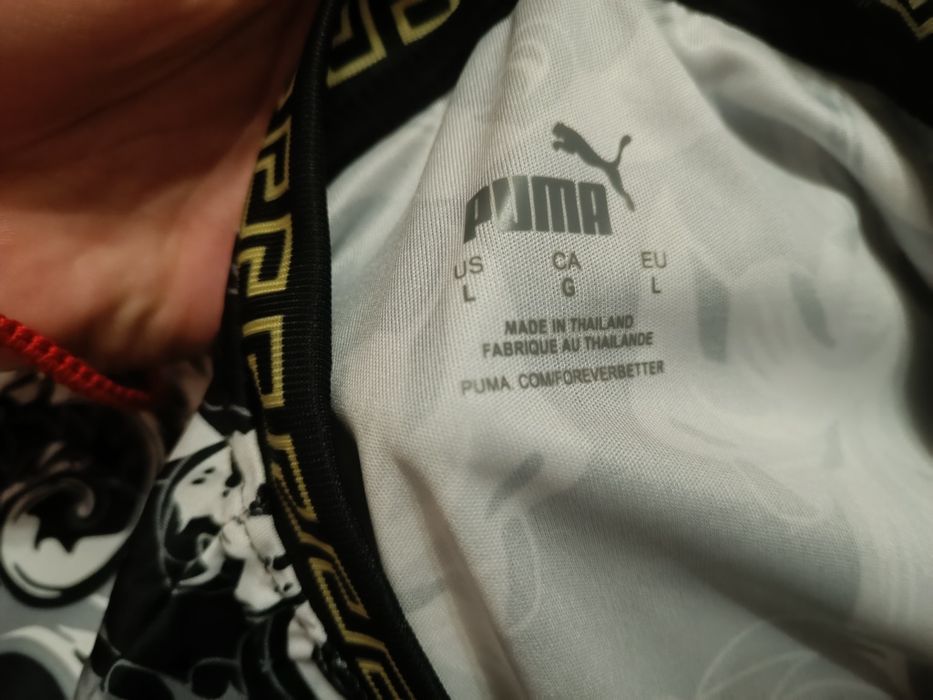 PUMA
US CA EU
L G L
MADE IN THAILAND
FABRIQUE AU THAILANDE
PUMA. COM/FOREVERBETTER